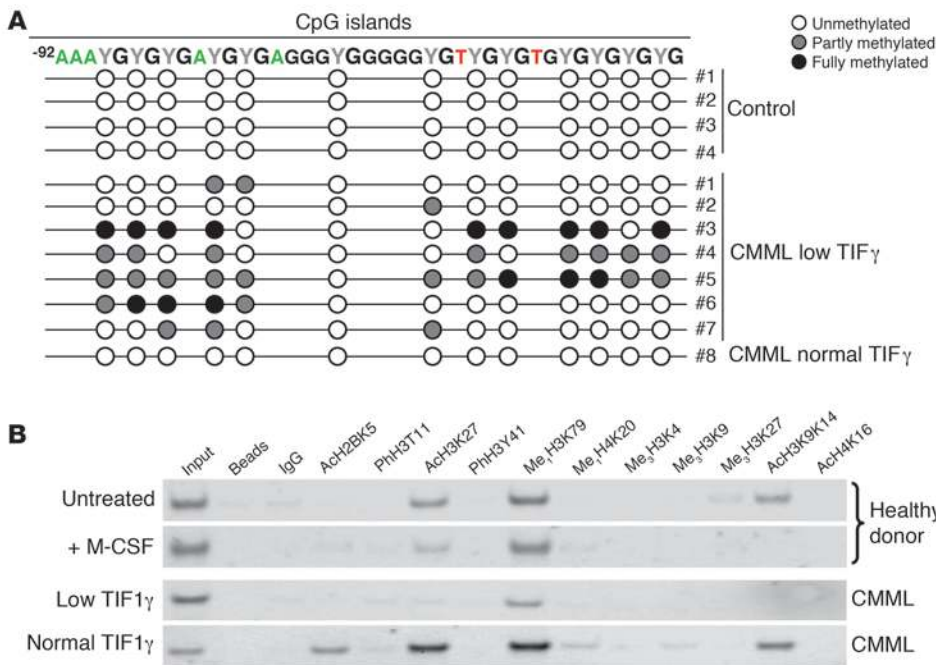 A
CpG islands
Unmethylated
Partly methylated
Fully methylated
-92AAAYGYGYGAYGYGAGGGYGGGGGYGTYGYGTGYGYGYGYG
#1
#2
#3
#4
Control
#1
#2
#3
#4
#5
#6
#7
CMML low TIFγ
#8 CMML normal TIFγ
B
Input
Beads
IgG
AcH2BK5
PhH3T11
AcH3K27
PhH3Y41
Me1H3K79
Me1H4K20
Me3H3K4
Me3H3K9
Me3H3K27
AcH3K9K14
AcH4K16
Untreated
+ M-CSF
Healthy
donor
Low TIF1γ
CMML
Normal TIF1γ
CMML